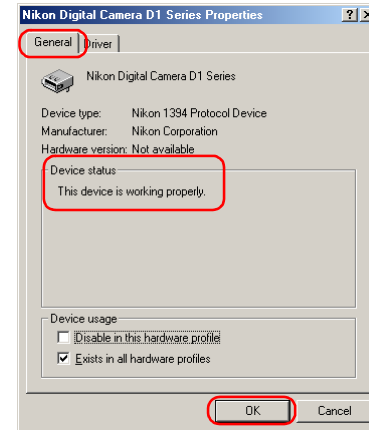 Nikon Digital Camera D1 Series Properties ? ×
General Driver
Nikon Digital Camera D1 Series
Device type: Nikon 1394 Protocol Device
Manufacturer: Nikon Corporation
Hardware version: Not available
Device status
This device is working properly.
Device usage
Disable in this hardware profile
Exists in all hardware profiles
OK Cancel